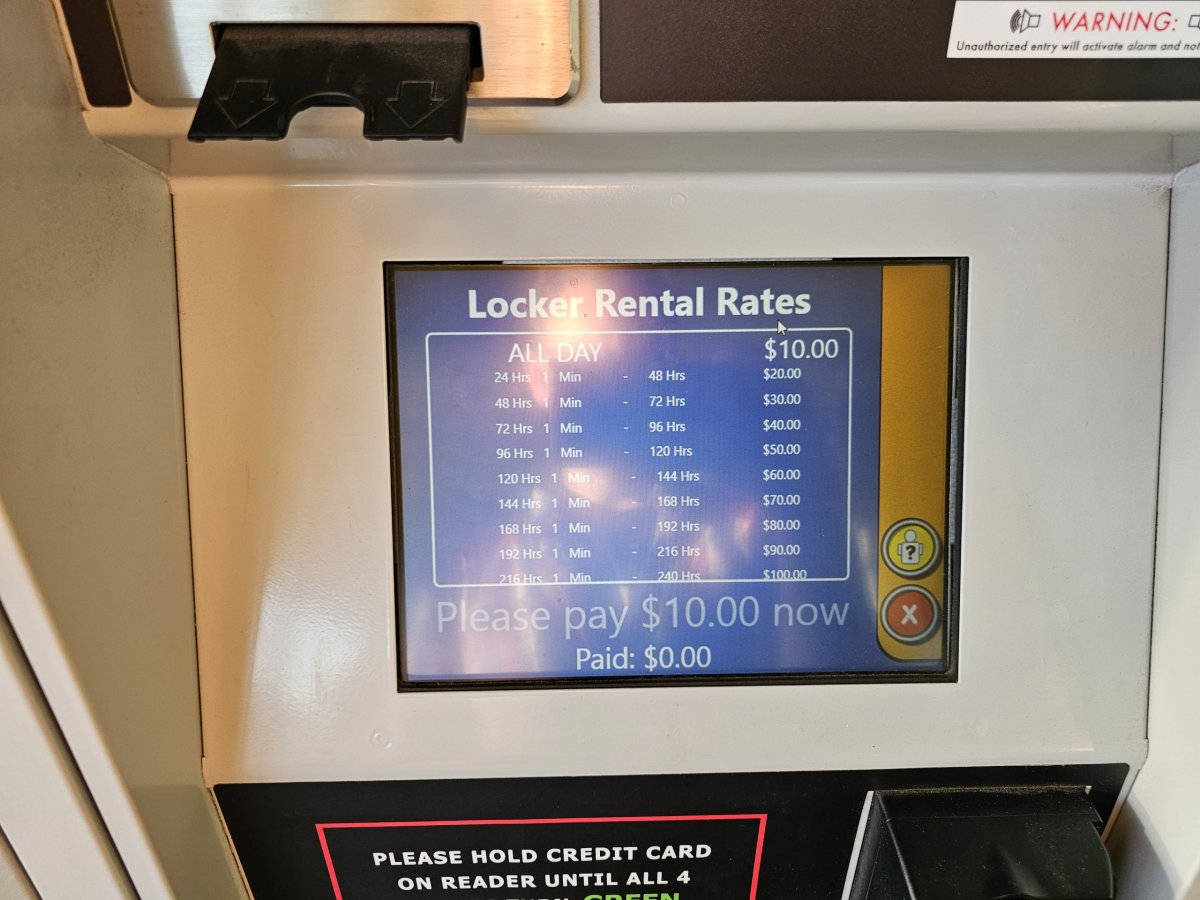 WARNING:
Unauthorized entry will activate alarm and
Locker Rental Rates
ALL DAY $10.00
24 Hrs 1 Min - 48 Hrs $20.00
48 Hrs 1 Min - 72 Hrs $30.00
72 Hrs 1 Min - 96 Hrs $40.00
96 Hrs 1 Min - 120 Hrs $50.00
120 Hrs 1 Min - 144 Hrs $60.00
144 Hrs 1 Min - 168 Hrs $70.00
168 Hrs 1 Min - 192 Hrs $80.00
192 Hrs 1 Min - 216 Hrs $90.00
216 Hrs 1 Min - 240 Hrs $100.00
?
Please pay $10.00 now
X
Paid: $0.00
PLEASE HOLD CREDIT CARD
ON READER UNTIL ALL 4
GREEN